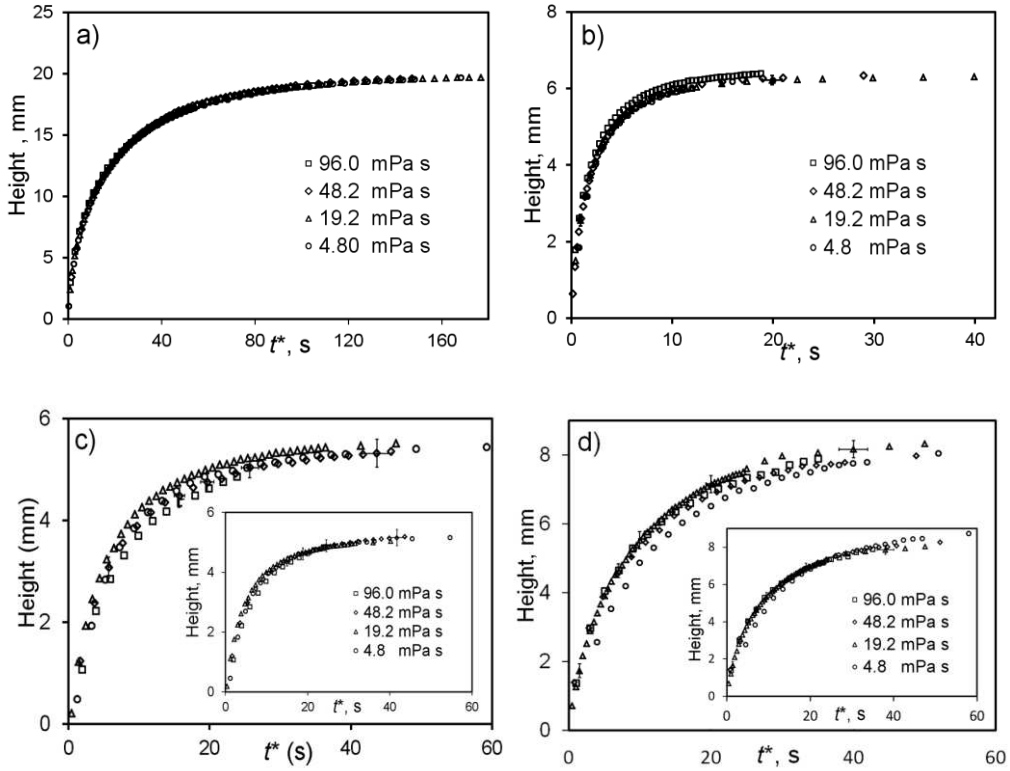 a)
25
20
15
10
5
0
Height , mm
□ 96.0 mPa s
◇ 48.2 mPa s
△ 19.2 mPa s
○ 4.80 mPa s
0 40 80 120 160
t*, s
b)
8
6
4
2
0
Height, mm
□ 96.0 mPa s
◇ 48.2 mPa s
△ 19.2 mPa s
○ 4.8 mPa s
0 10 20 30 40
t*, s
c)
6
4
2
0
Height (mm)
0 20 40 60
t* (s)
6
4
2
0
Height, mm
□ 96.0 mPa s
◇ 48.2 mPa s
△ 19.2 mPa s
○ 4.8 mPa s
0 20 40 60
t*, s
d)
8
6
4
2
0
Height, mm
0 20 40 60
t*, s
8
6
4
2
0
Height, mm
□ 96.0 mPa s
◇ 48.2 mPa s
△ 19.2 mPa s
○ 4.8 mPa s
0 20 40 60
t*, s